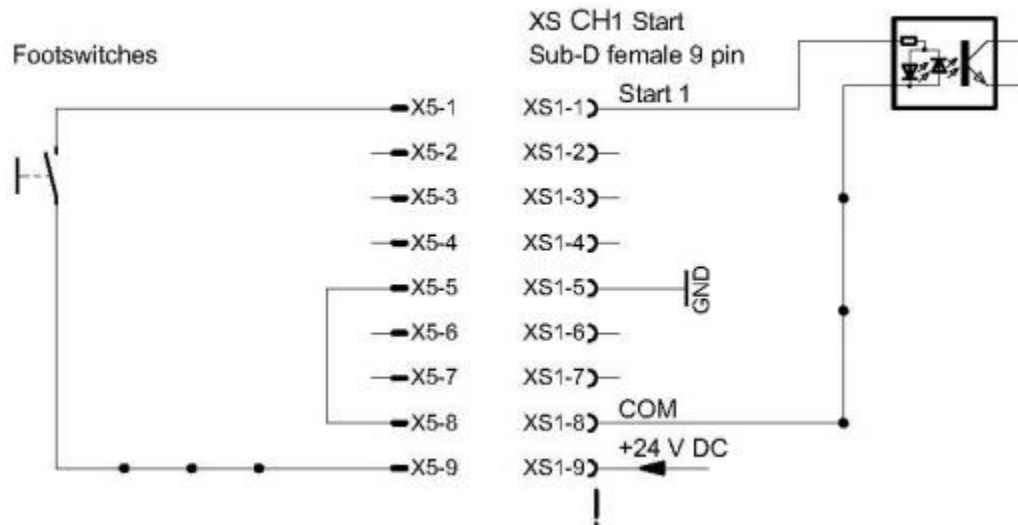 XS CH1 Start
Footswitches
Sub-D female 9 pin
Start 1
X5-1 XS1-1
X5-2 XS1-2
X5-3 XS1-3
X5-4 XS1-4
X5-5 XS1-5
GND
X5-6 XS1-6
X5-7 XS1-7
COM
X5-8 XS1-8
+24 V DC
X5-9 XS1-9